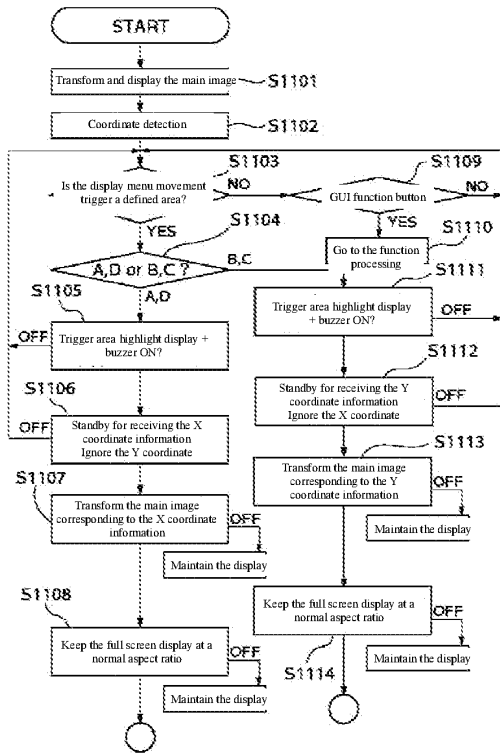 START
Transform and display the main image
S1101
Coordinate detection
S1102
S1103
Is the display menu movement
trigger a defined area?
NO
YES
S1109
GUI function button
NO
YES
S1104
A,D or B,C ?
B,C
A,D
S1110
Go to the function
processing
S1105
Trigger area highlight display +
buzzer ON?
OFF
S1111
Trigger area highlight display
+ buzzer ON?
OFF
S1106
Standby for receiving the X
coordinate information
Ignore the Y coordinate
OFF
S1112
Standby for receiving the Y
coordinate information
Ignore the X coordinate
OFF
S1107
Transform the main image
corresponding to the X coordinate
information
OFF
Maintain the display
S1113
Transform the main image
corresponding to the Y
coordinate information
OFF
Maintain the display
S1108
Keep the full screen display at a
normal aspect ratio
OFF
Maintain the display
Keep the full screen display at a
normal aspect ratio
OFF
S1114
Maintain the display